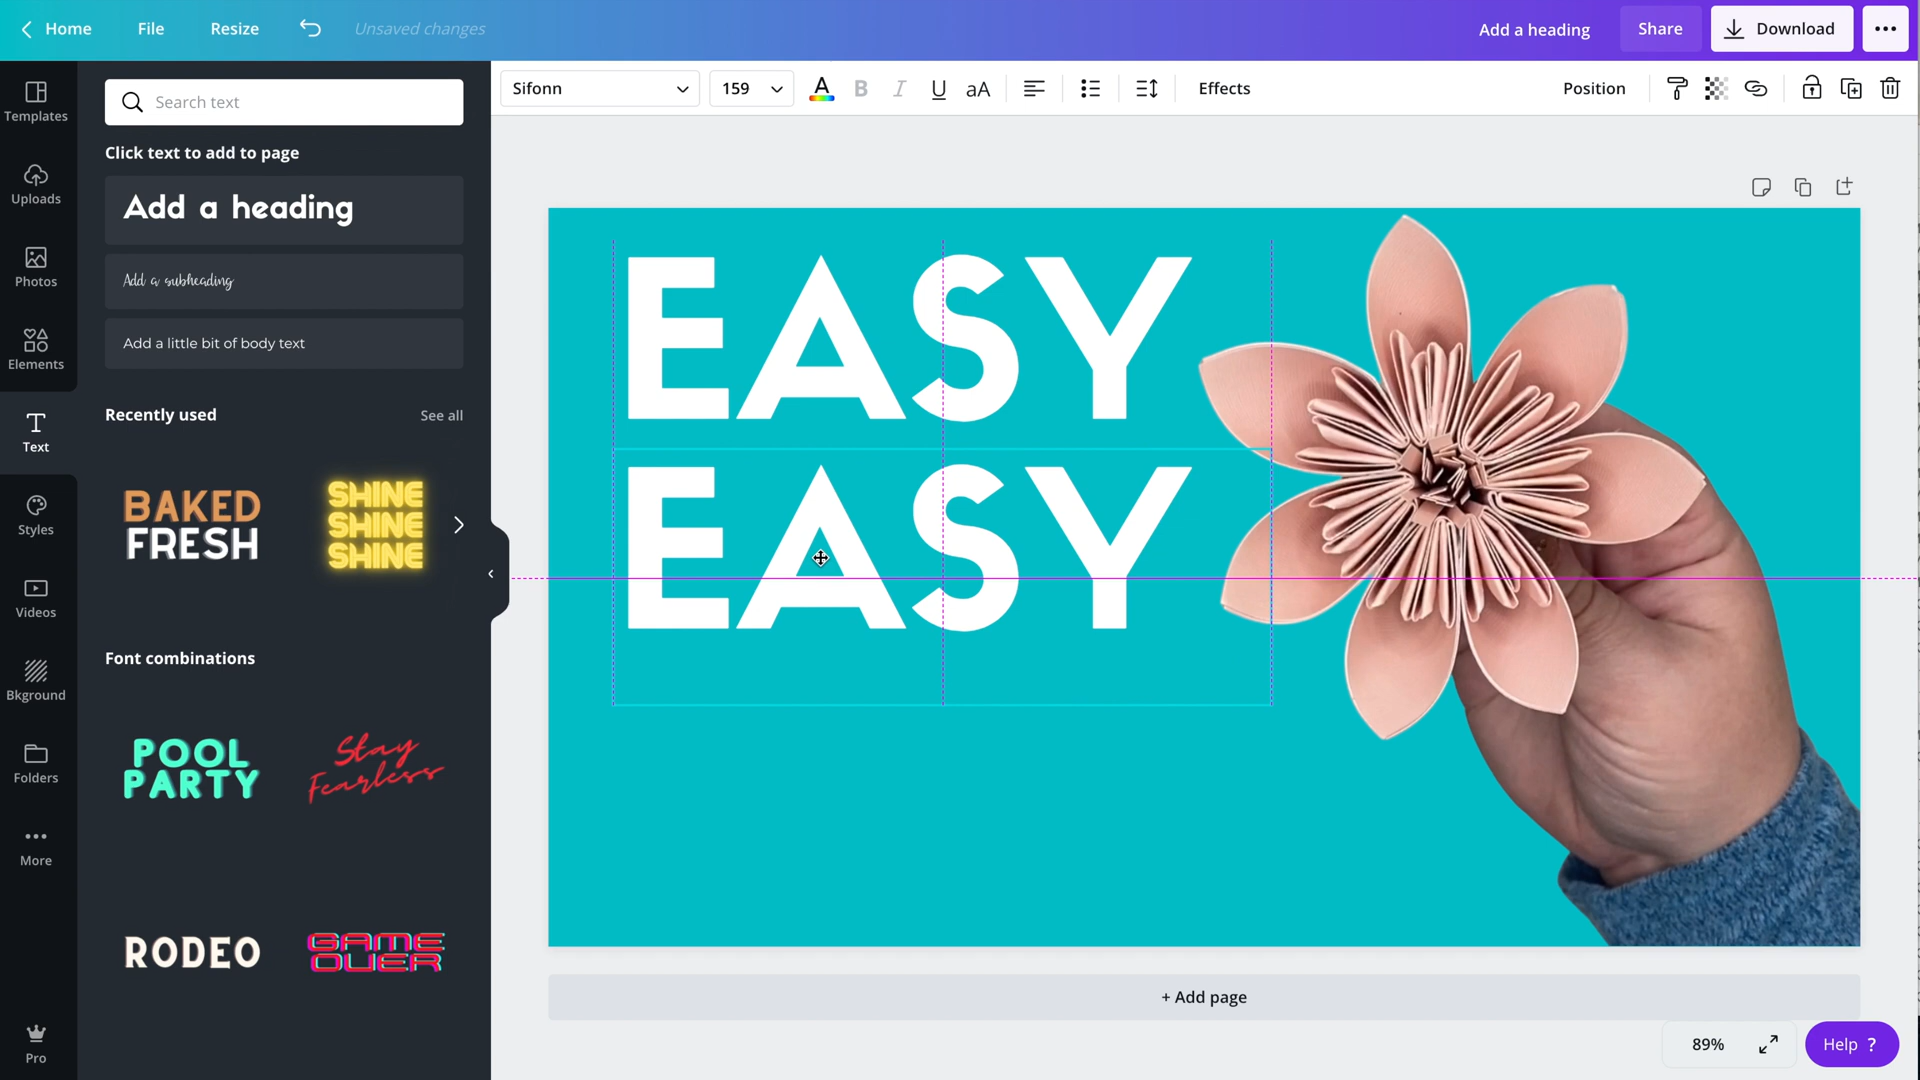 Home
File
Resize
Unsaved changes
Add a heading
Share
Download
Templates
Uploads
Photos
Elements
Text
Styles
Videos
Bkground
Folders
More
Pro
Search text
Click text to add to page
Add a heading
Add a subheading
Add a little bit of body text
Recently used
See all
BAKED
FRESH
SHINE
SHINE
SHINE
Font combinations
POOL
PARTY
Stay
Fearless
RODEO
GAME
OVER
Sifonn
159
A
B
I
U
aA
Effects
Position
EASY
EASY
+ Add page
89%
Help ?